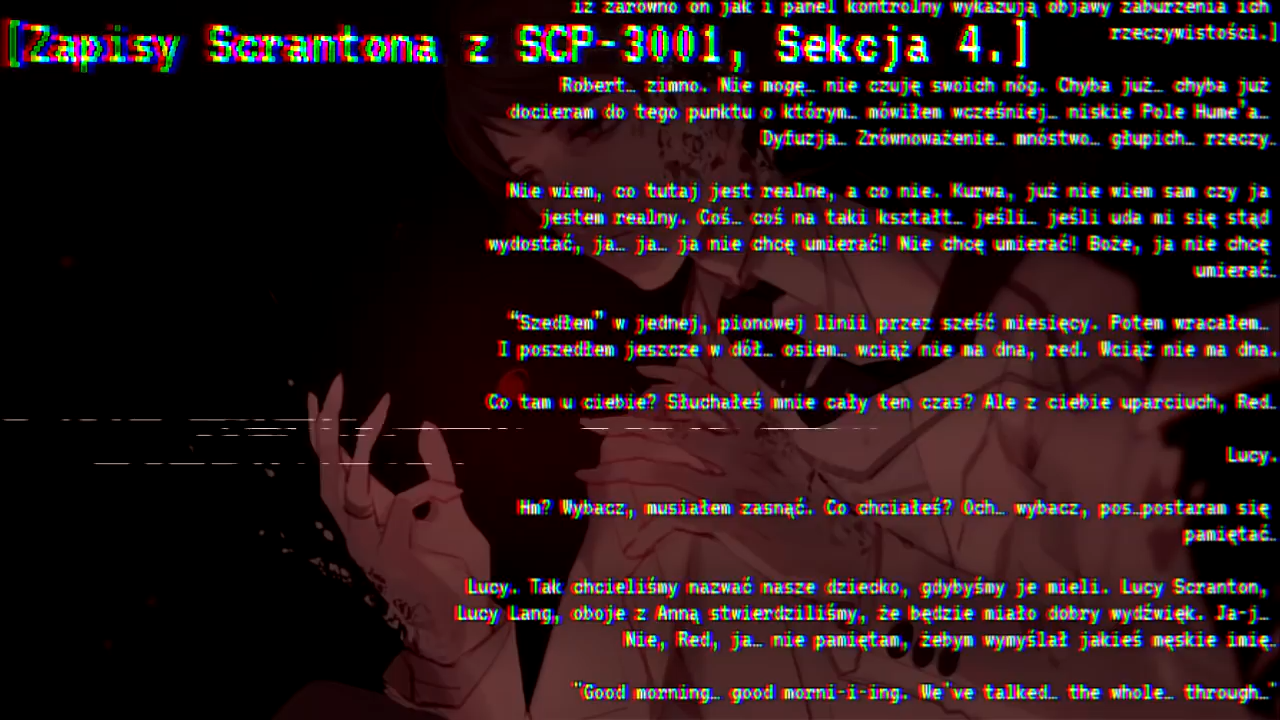 iż zarówno on jak i panel kontrolny wykazują objawy zaburzenia ich
rzeczywistości.]
[Zapisy Scrantona z SCP-3001, Sekcja 4.]
Robert… zimno. Nie mogę… nie czuję swoich nóg. Chyba już… chyba już
docieram do tego punktu o którym… mówiłem wcześniej… niskie Pole Hume'a…
Dyfuzja… Zrównoważenie… mnóstwo… głupich… rzeczy.
Nie wiem, co tutaj jest realne, a co nie. Kurwa, już nie wiem sam czy ja
jestem realny. Coś… coś na taki kształt… jeśli… jeśli uda mi się stąd
wydostać, ja… ja… ja nie chcę umierać! Nie chcę umierać! Boże, ja nie chcę
umierać.
“Szedłem” w jednej, pionowej linii przez sześć miesięcy. Potem wracałem…
I poszedłem jeszcze w dół… osiem… wciąż nie ma dna, red. Wciąż nie ma dna.
Co tam u ciebie? Słuchałeś mnie cały ten czas? Ale z ciebie uparciuch, Red.
Lucy.
Hm? Wybacz, musiałem zasnąć. Co chciałeś? Och… wybacz, pos…postaram się
pamiętać.
Lucy. Tak chcieliśmy nazwać nasze dziecko, gdybyśmy je mieli. Lucy Scranton,
Lucy Lang, oboje z Anną stwierdziliśmy, że będzie miało dobry wydźwięk. Ja-j…
Nie, Red, ja… nie pamiętam, żebym wymyślał jakieś męskie imię.
"Good morning… good morni-i-ing. We've talked… the whole… through…"